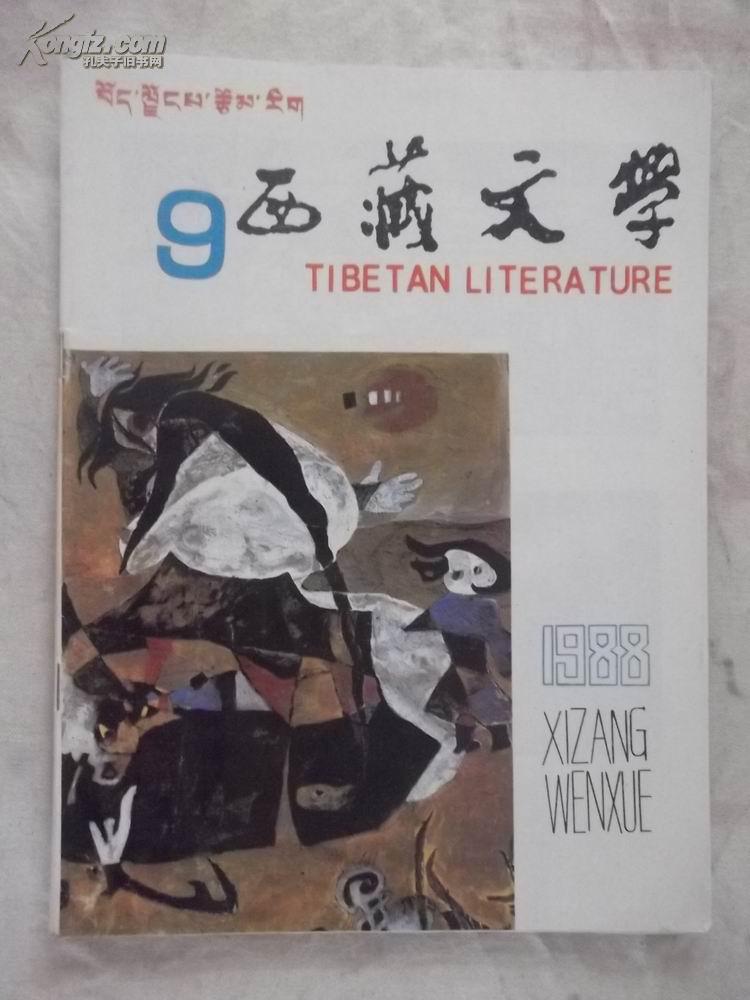 Kongfz.com
孔夫子旧书网
བོད་ལྗོངས་རྩོམ་རིག
9 西藏文學
TIBETAN LITERATURE
1988
XIZANG
WENXUE